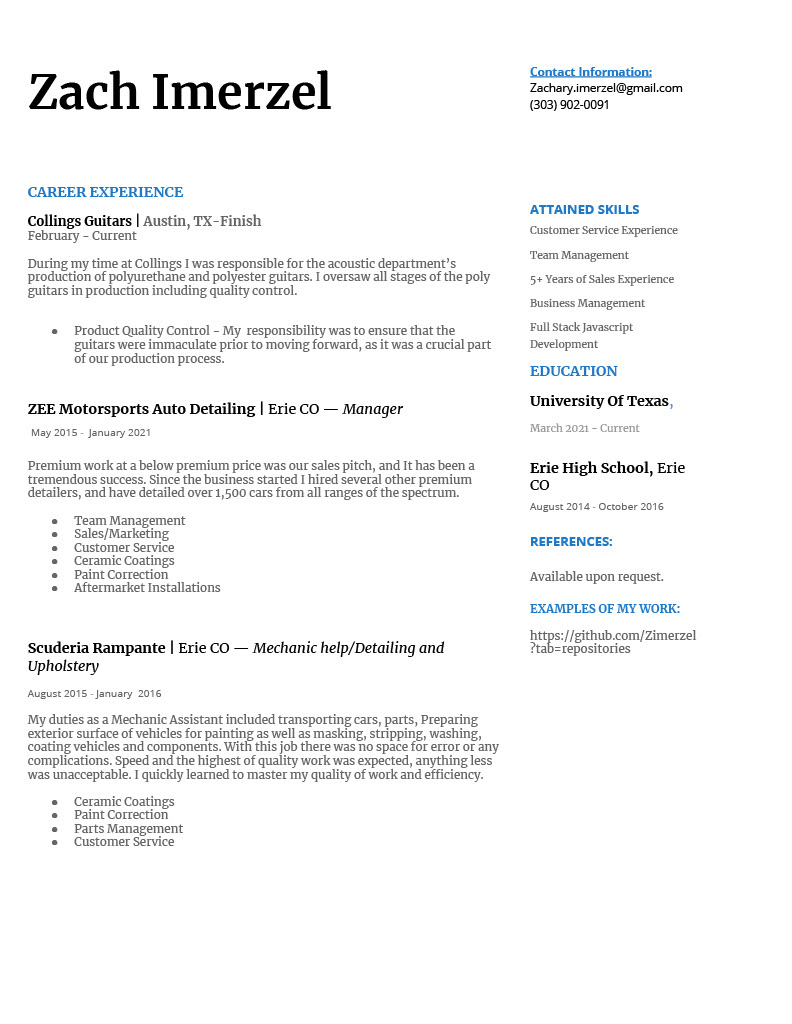 Zach Imerzel
Contact Information:
Zachary.imerzel@gmail.com
(303) 902-0091
CAREER EXPERIENCE
Collings Guitars | Austin, TX-Finish
February – Current
During my time at Collings I was responsible for the acoustic department’s
production of polyurethane and polyester guitars. I oversaw all stages of the poly
guitars in production including quality control.
● Product Quality Control - My responsibility was to ensure that the
guitars were immaculate prior to moving forward, as it was a crucial part
of our production process.
ZEE Motorsports Auto Detailing | Erie CO — Manager
May 2015 - January 2021
Premium work at a below premium price was our sales pitch, and It has been a
tremendous success. Since the business started I hired several other premium
detailers, and have detailed over 1,500 cars from all ranges of the spectrum.
● Team Management
● Sales/Marketing
● Customer Service
● Ceramic Coatings
● Paint Correction
● Aftermarket Installations
Scuderia Rampante | Erie CO — Mechanic help/Detailing and
Upholstery
August 2015 - January 2016
My duties as a Mechanic Assistant included transporting cars, parts, Preparing
exterior surface of vehicles for painting as well as masking, stripping, washing,
coating vehicles and components. With this job there was no space for error or any
complications. Speed and the highest of quality work was expected, anything less
was unacceptable. I quickly learned to master my quality of work and efficiency.
● Ceramic Coatings
● Paint Correction
● Parts Management
● Customer Service
ATTAINED SKILLS
Customer Service Experience
Team Management
5+ Years of Sales Experience
Business Management
Full Stack Javascript
Development
EDUCATION
University Of Texas,
March 2021 - Current
Erie High School, Erie
CO
August 2014 - October 2016
REFERENCES:
Available upon request.
EXAMPLES OF MY WORK:
https://github.com/Zimerzel
?tab=repositories